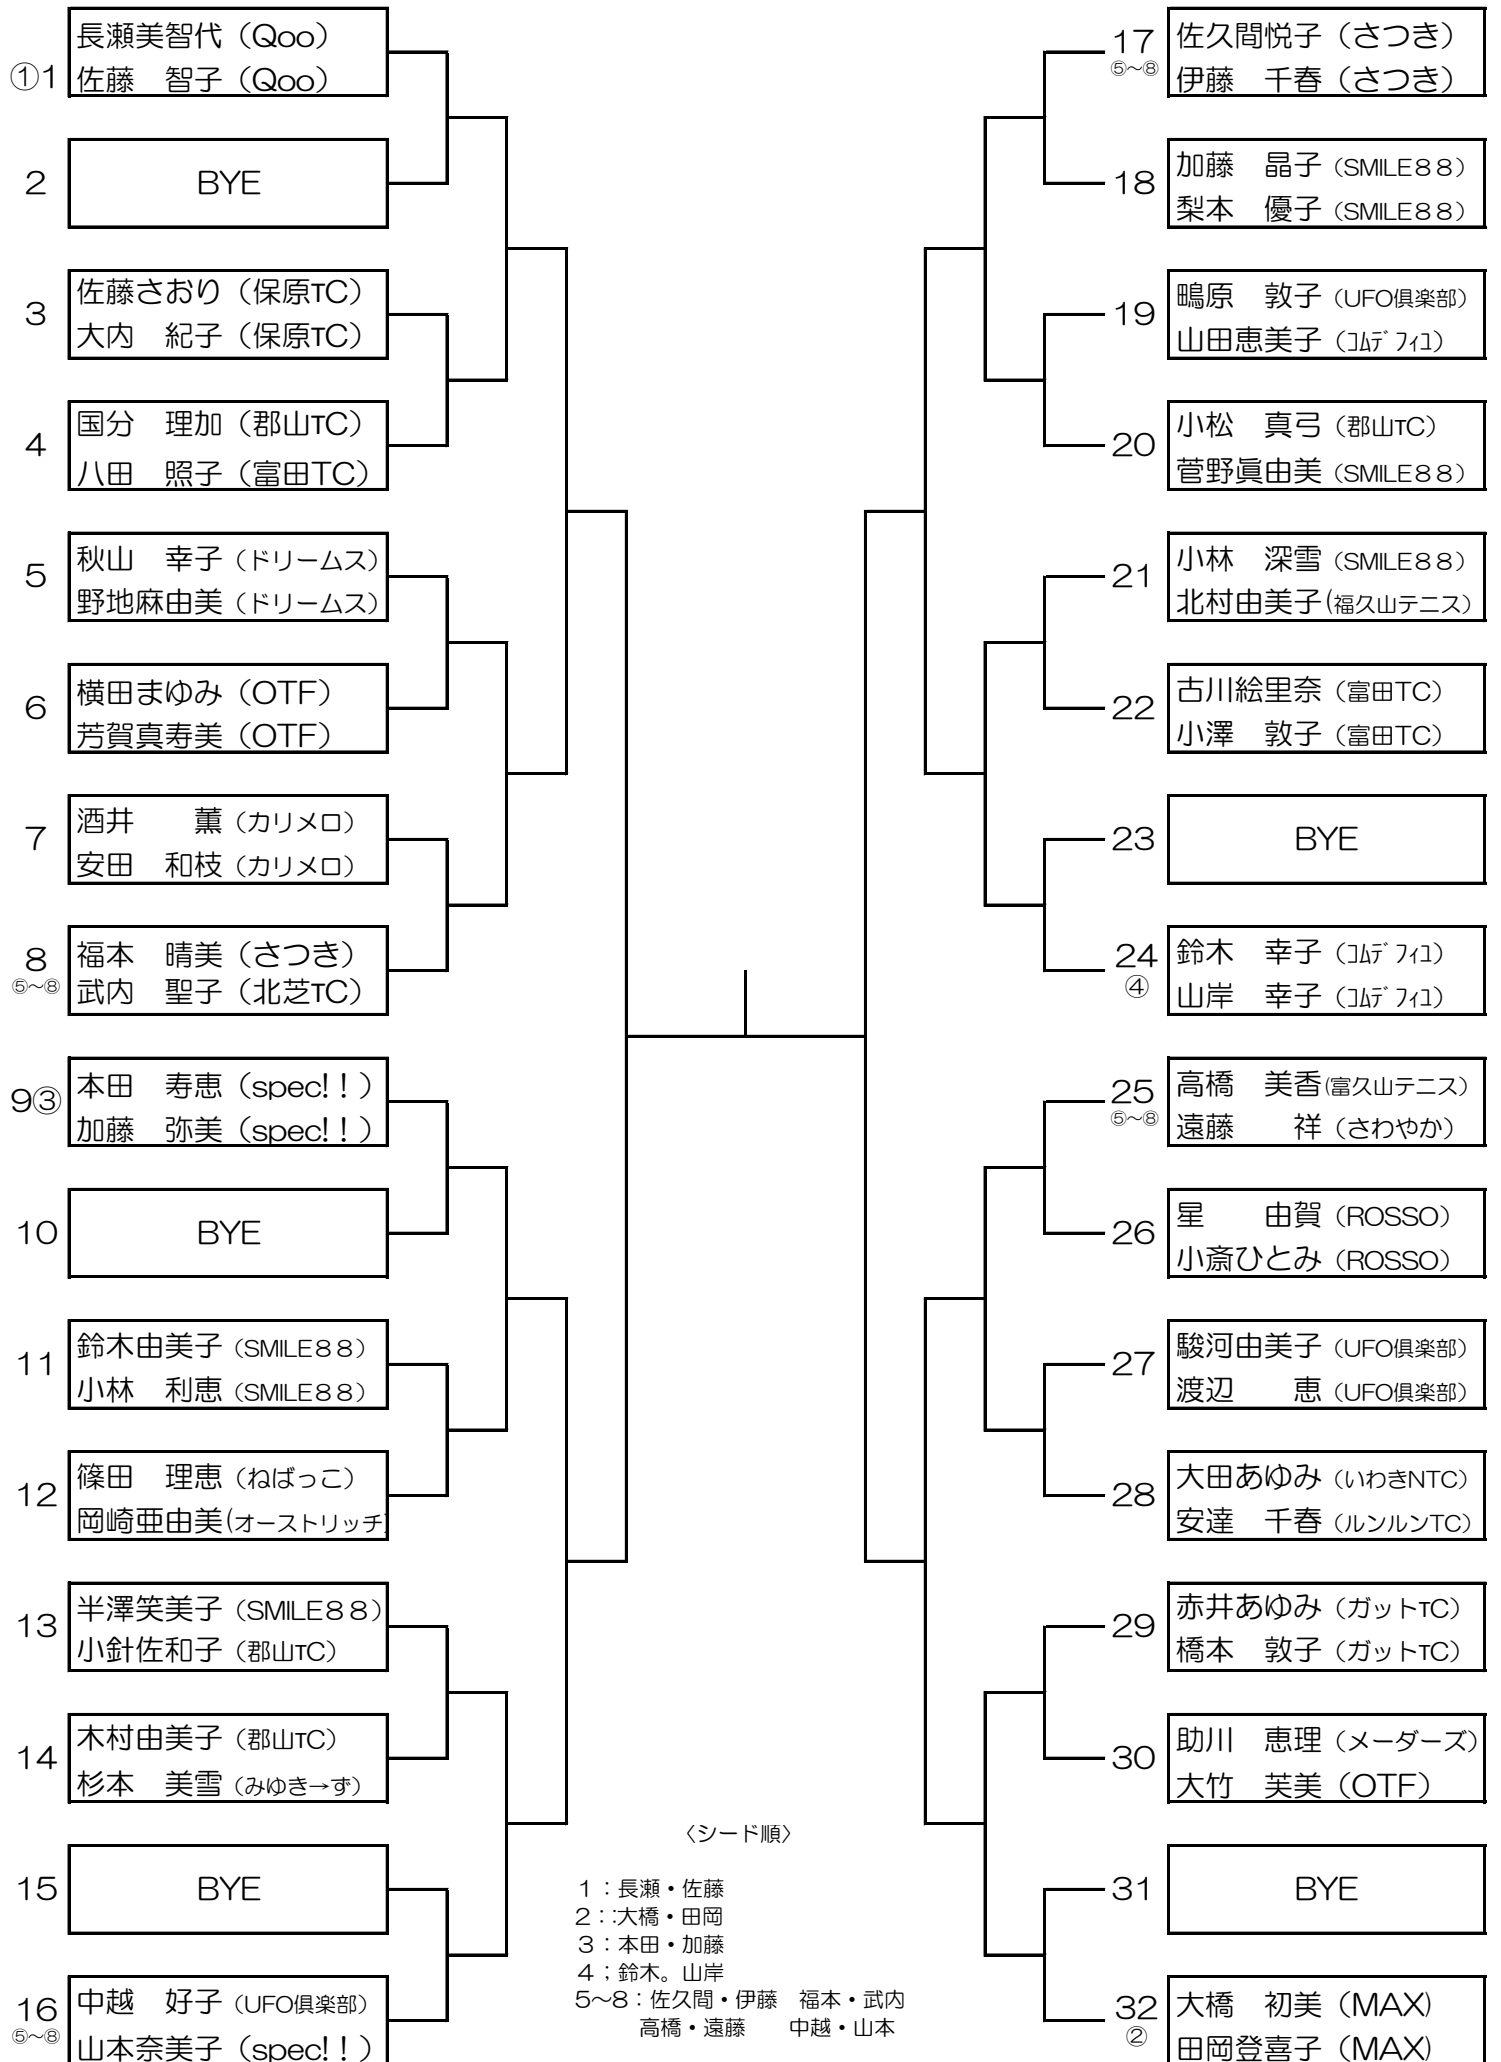 ①1
長瀬美智代（Qoo）
佐藤　智子（Qoo）
2
BYE
3
佐藤さおり（保原TC）
大内　紀子（保原TC）
4
国分　理加（郡山TC）
八田　照子（富田TC）
5
秋山　幸子（ドリームス）
野地麻由美（ドリームス）
6
横田まゆみ（OTF）
芳賀真寿美（OTF）
7
酒井　　薫（カリメロ）
安田　和枝（カリメロ）
8
⑤～⑧
福本　晴美（さつき）
武内　聖子（北芝TC）
9③
本田　寿恵（spec!！）
加藤　弥美（spec!！）
10
BYE
11
鈴木由美子（SMILE８８）
小林　利恵（SMILE８８）
12
篠田　理恵（ねばっこ）
岡崎亜由美(オーストリッチ)
13
半澤笑美子（SMILE８８）
小針佐和子（郡山TC）
14
木村由美子（郡山TC）
杉本　美雪（みゆき→ず）
15
BYE
16
⑤～⑧
中越　好子（UFO倶楽部）
山本奈美子（spec!！）
〈シード順〉
１：長瀬・佐藤
２：:大橋・田岡
３：本田・加藤
４；鈴木。山岸
５～８：佐久間・伊藤　福本・武内
高橋・遠藤　　中越・山本
17
⑤～⑧
佐久間悦子（さつき）
伊藤　千春（さつき）
18
加藤　晶子（SMILE８８）
梨本　優子（SMILE８８）
19
鴫原　敦子（UFO倶楽部）
山田恵美子（ｺﾑﾃﾞﾌｨﾕ）
20
小松　真弓（郡山TC）
菅野眞由美（SMILE８８）
21
小林　深雪（SMILE８８）
北村由美子(福久山テニス）
22
古川絵里奈（富田TC）
小澤　敦子（富田TC）
23
BYE
24
④
鈴木　幸子（ｺﾑﾃﾞﾌｨﾕ）
山岸　幸子（ｺﾑﾃﾞﾌｨﾕ）
25
⑤～⑧
高橋　美香(富久山テニス）
遠藤　　祥（さわやか）
26
星　　由賀（ROSSO）
小斎ひとみ（ROSSO）
27
駿河由美子（UFO倶楽部）
渡辺　　恵（UFO倶楽部）
28
大田あゆみ（いわきNTC）
安達　千春（ルンルンTC）
29
赤井あゆみ（ガットTC）
橋本　敦子（ガットTC）
30
助川　恵理（メーダーズ）
大竹　芙美（OTF）
31
BYE
32
②
大橋　初美（MAX)
田岡登喜子（MAX)